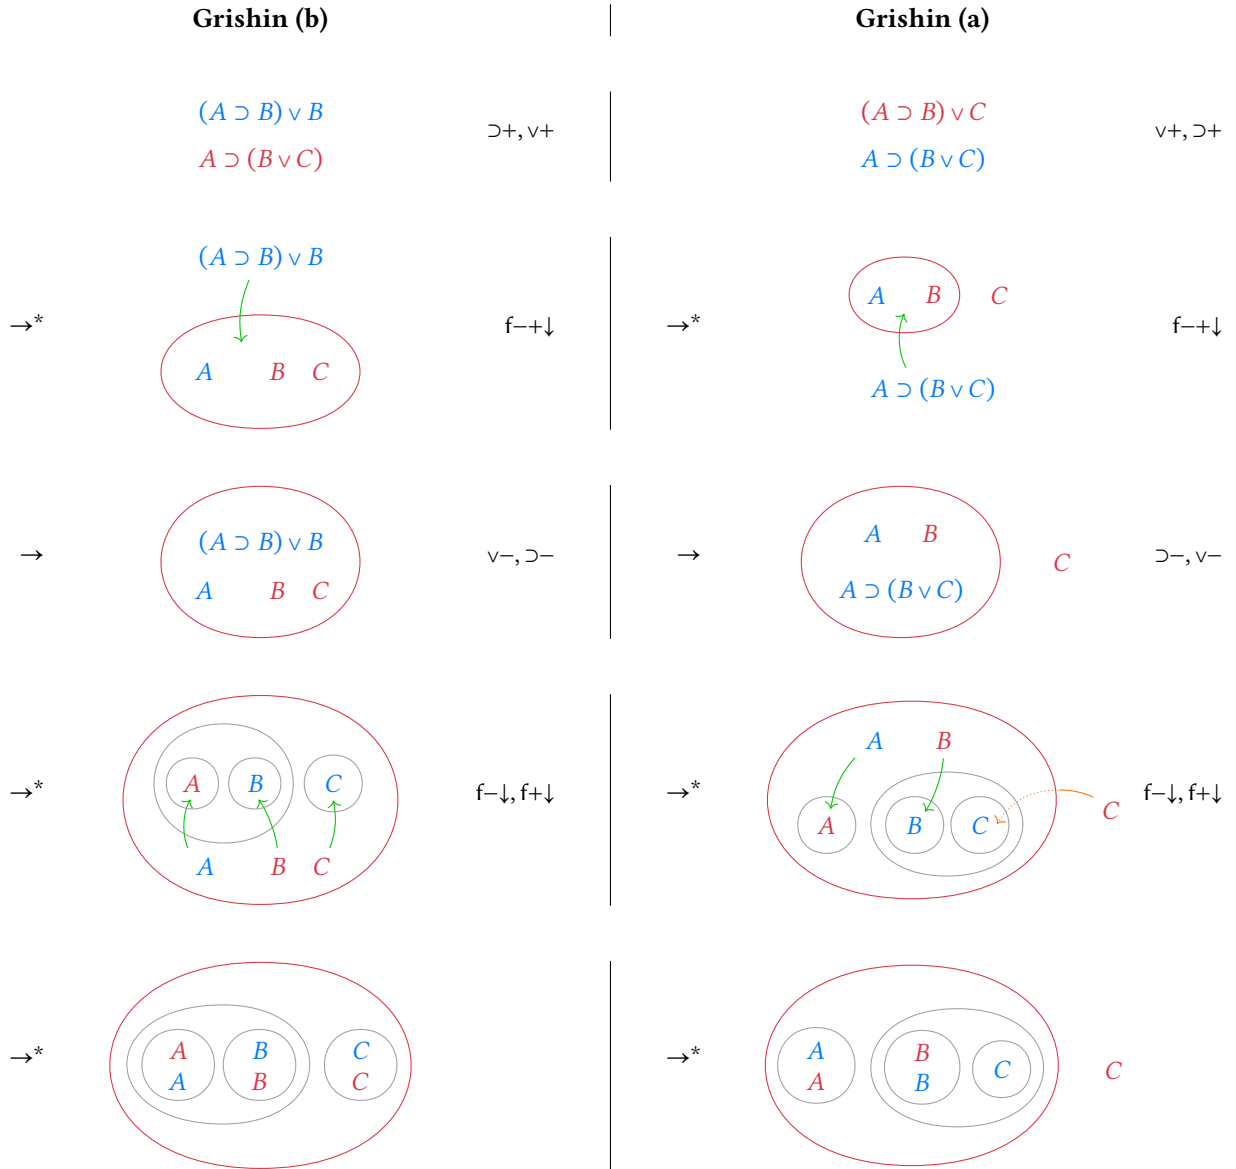 Grishin (b)
Grishin (a)
(A ⊃ B) ∨ B
A ⊃ (B ∨ C)
⊃+, ∨+
(A ⊃ B) ∨ C
A ⊃ (B ∨ C)
∨+, ⊃+
→*
(A ⊃ B) ∨ B
A B C
f−+↓
→*
A B C
A ⊃ (B ∨ C)
f−+↓
→
(A ⊃ B) ∨ B
A B C
∨−, ⊃−
→
A B
A ⊃ (B ∨ C)
C
⊃−, ∨−
→*
A B C
A B C
f−↓, f+↓
→*
A B
A B C
C
f−↓, f+↓
→*
A B C
A B C
→*
A B
A B C
C